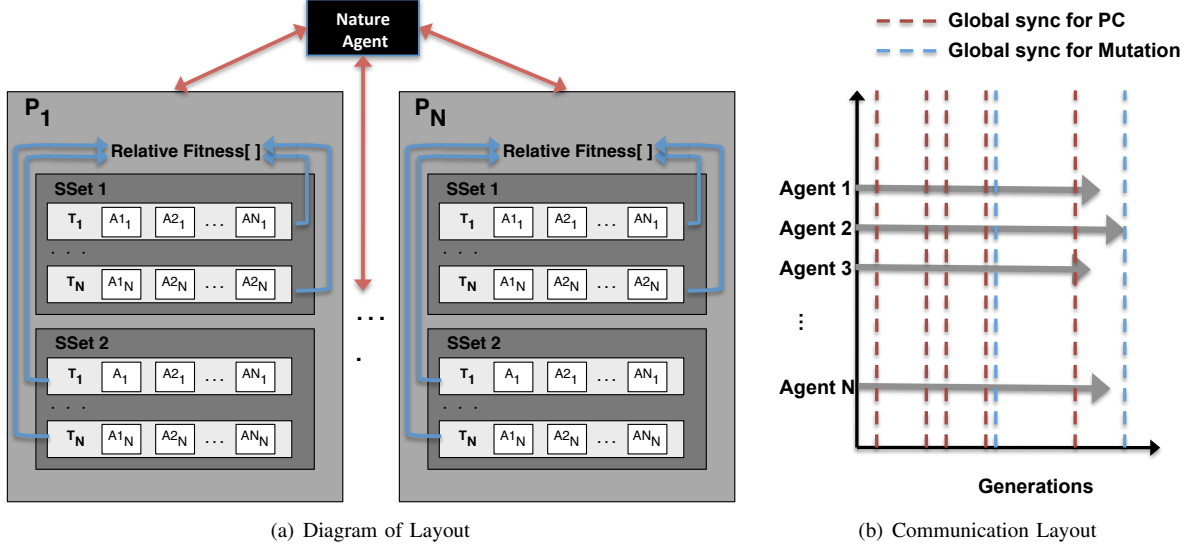 Nature
Agent
P1
Relative Fitness[ ]
SSet 1
T1 A11 A21 ... AN1
. . .
TN A1N A2N ... A2N
SSet 2
T1 A1 A21 ... AN1
. . .
TN A1N A2N ... ANN
...
.
PN
Relative Fitness[ ]
SSet 1
T1 A11 A21 ... AN1
. . .
TN A1N A2N ... A2N
SSet 2
T1 A1 A21 ... AN1
. . .
TN A1N A2N ... ANN
(a) Diagram of Layout
Global sync for PC
Global sync for Mutation
Agent 1
Agent 2
Agent 3
...
Agent N
Generations
(b) Communication Layout